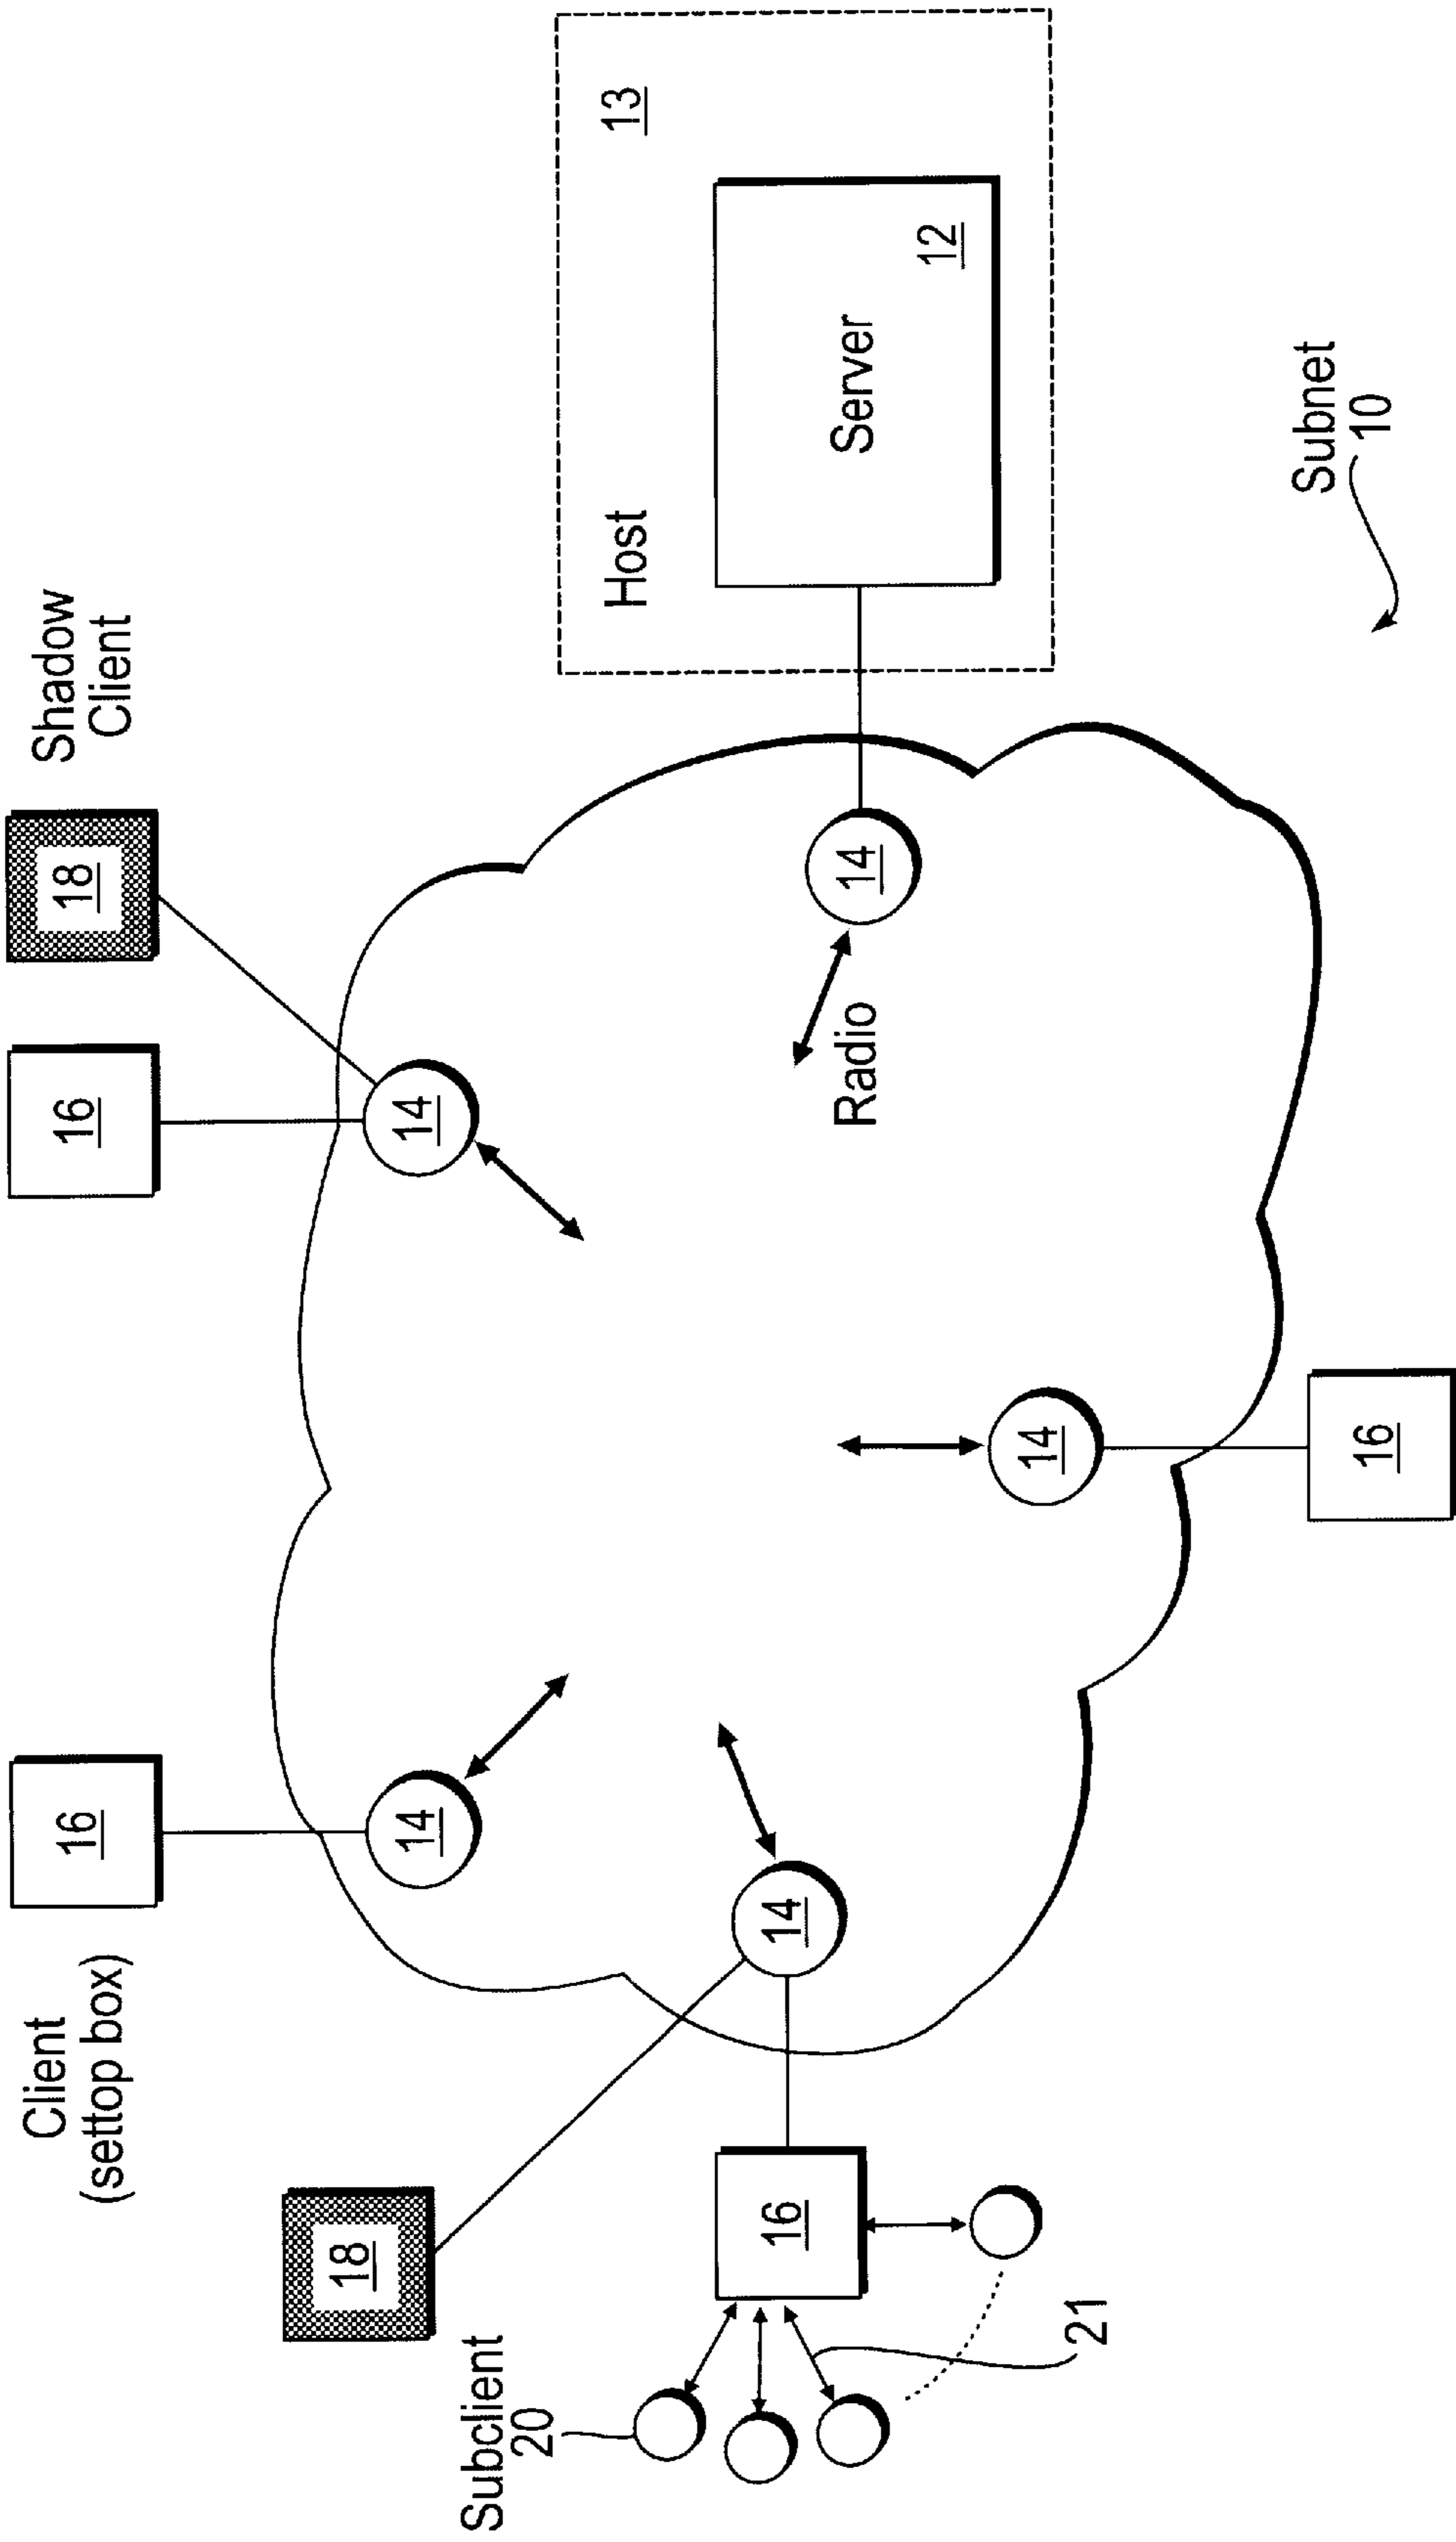 Client
(settop box)
16
16
18
Shadow
Client
18
14
14
Subclient
20
16
14
14
Radio
14
16
21
Host
13
Server
12
Subnet
10